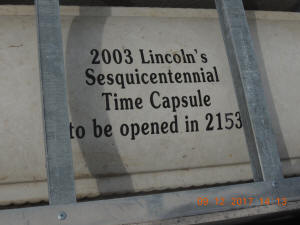 2003 Lincoln's
Sesquicentennial
Time Capsule
to be opened in 2153